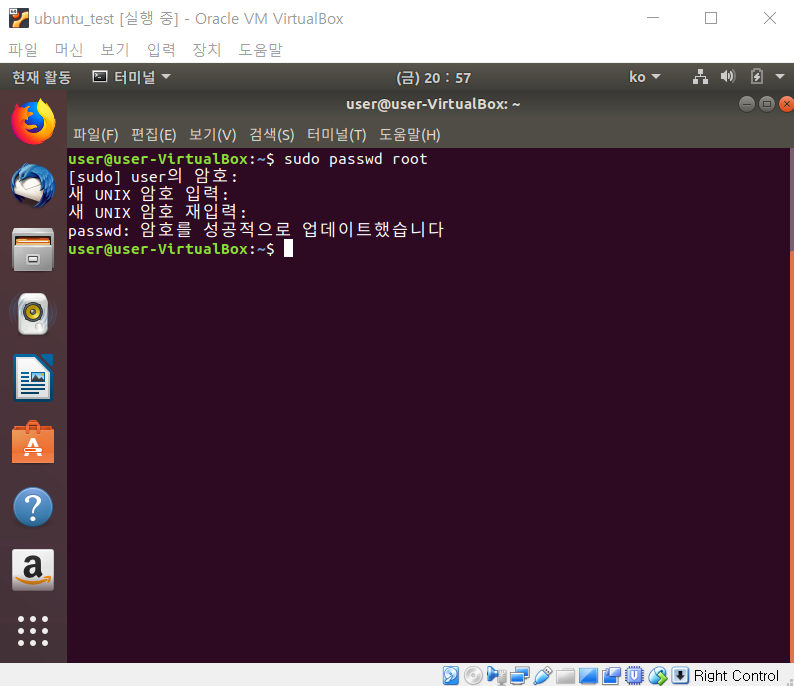 ubuntu_test [실행 중] - Oracle VM VirtualBox
파일 머신 보기 입력 장치 도움말
현재 활동 터미널 (금) 20 : 57 ko
user@user-VirtualBox: ~
파일(F) 편집(E) 보기(V) 검색(S) 터미널(T) 도움말(H)
user@user-VirtualBox:~$ sudo passwd root
[sudo] user의 암호:
새 UNIX 암호 입력:
새 UNIX 암호 재입력:
passwd: 암호를 성공적으로 업데이트했습니다
user@user-VirtualBox:~$
Right Control